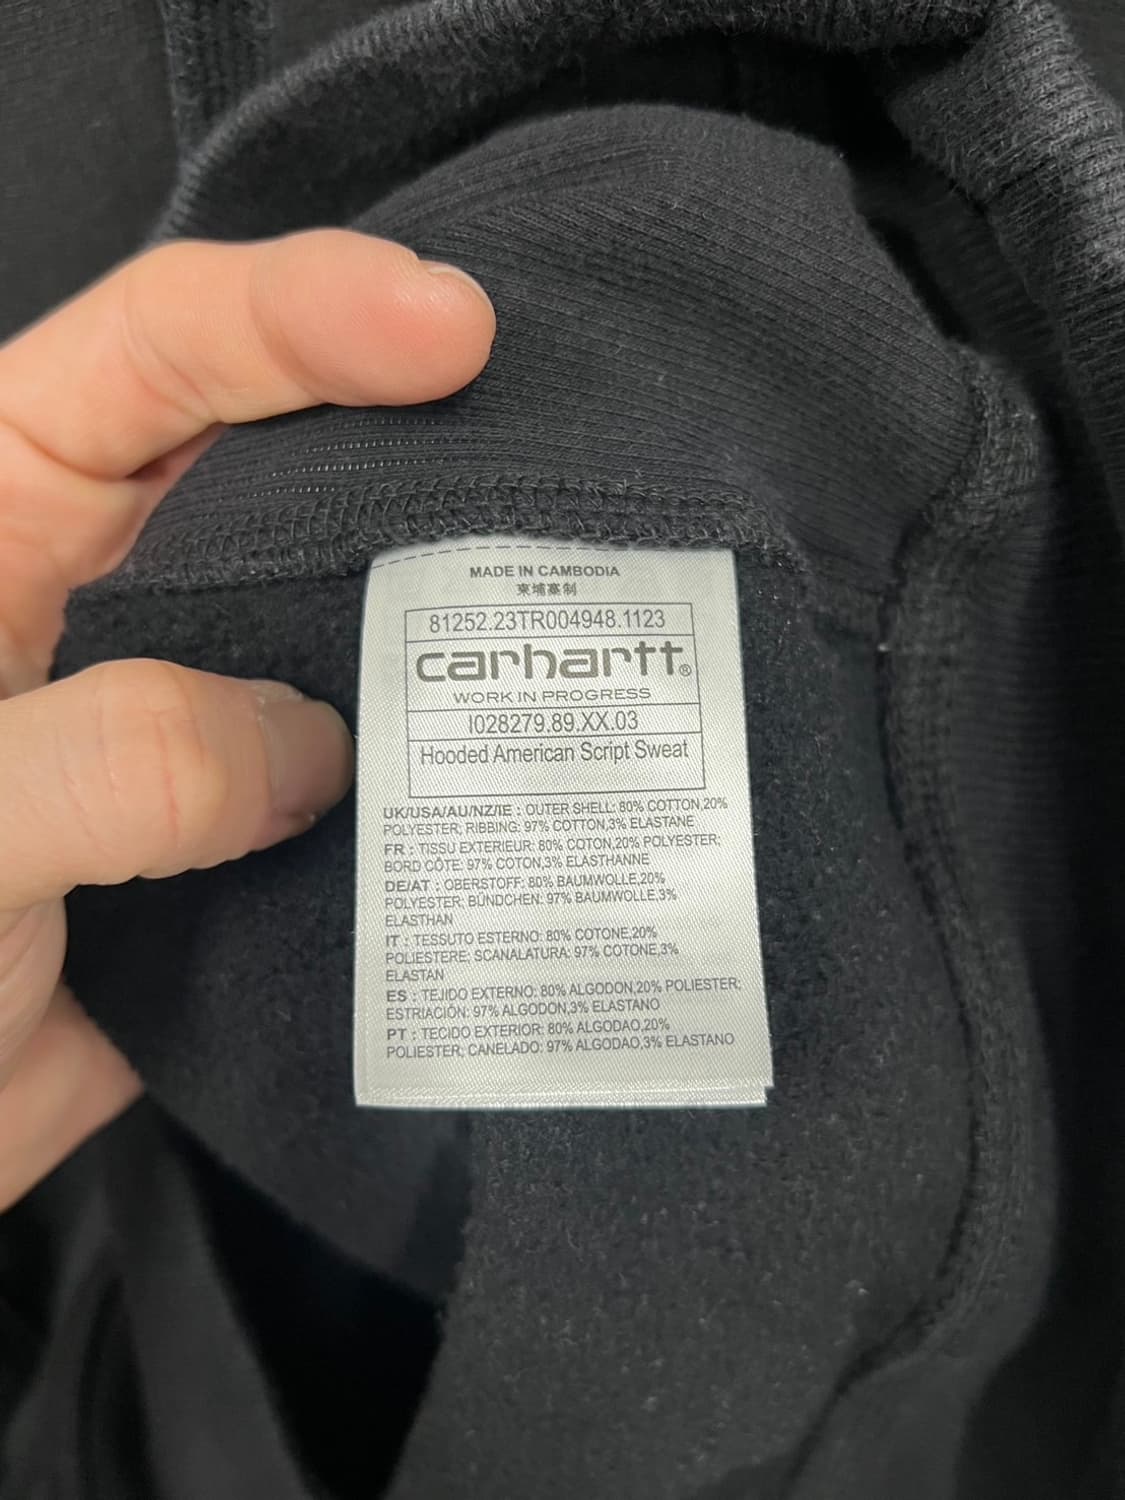 MADE IN CAMBODIA
柬埔寨制
81252.23TR004948.1123
carhartt®
WORK IN PROGRESS
I028279.89.XX.03
Hooded American Script Sweat
UK/USA/AU/NZ/IE : OUTER SHELL: 80% COTTON,20%
POLYESTER; RIBBING: 97% COTTON,3% ELASTANE
FR : TISSU EXTERIEUR: 80% COTON,20% POLYESTER;
BORD CÔTE: 97% COTON,3% ELASTHANNE
DE/AT : OBERSTOFF: 80% BAUMWOLLE,20%
POLYESTER; BÜNDCHEN: 97% BAUMWOLLE,3%
ELASTHAN
IT : TESSUTO ESTERNO: 80% COTONE,20%
POLIESTERE; SCANALATURA: 97% COTONE,3%
ELASTAN
ES : TEJIDO EXTERNO: 80% ALGODON,20% POLIESTER;
ESTRIACIÓN: 97% ALGODON,3% ELASTANO
PT : TECIDO EXTERIOR: 80% ALGODAO,20%
POLIESTER; CANELADO: 97% ALGODAO,3% ELASTANO